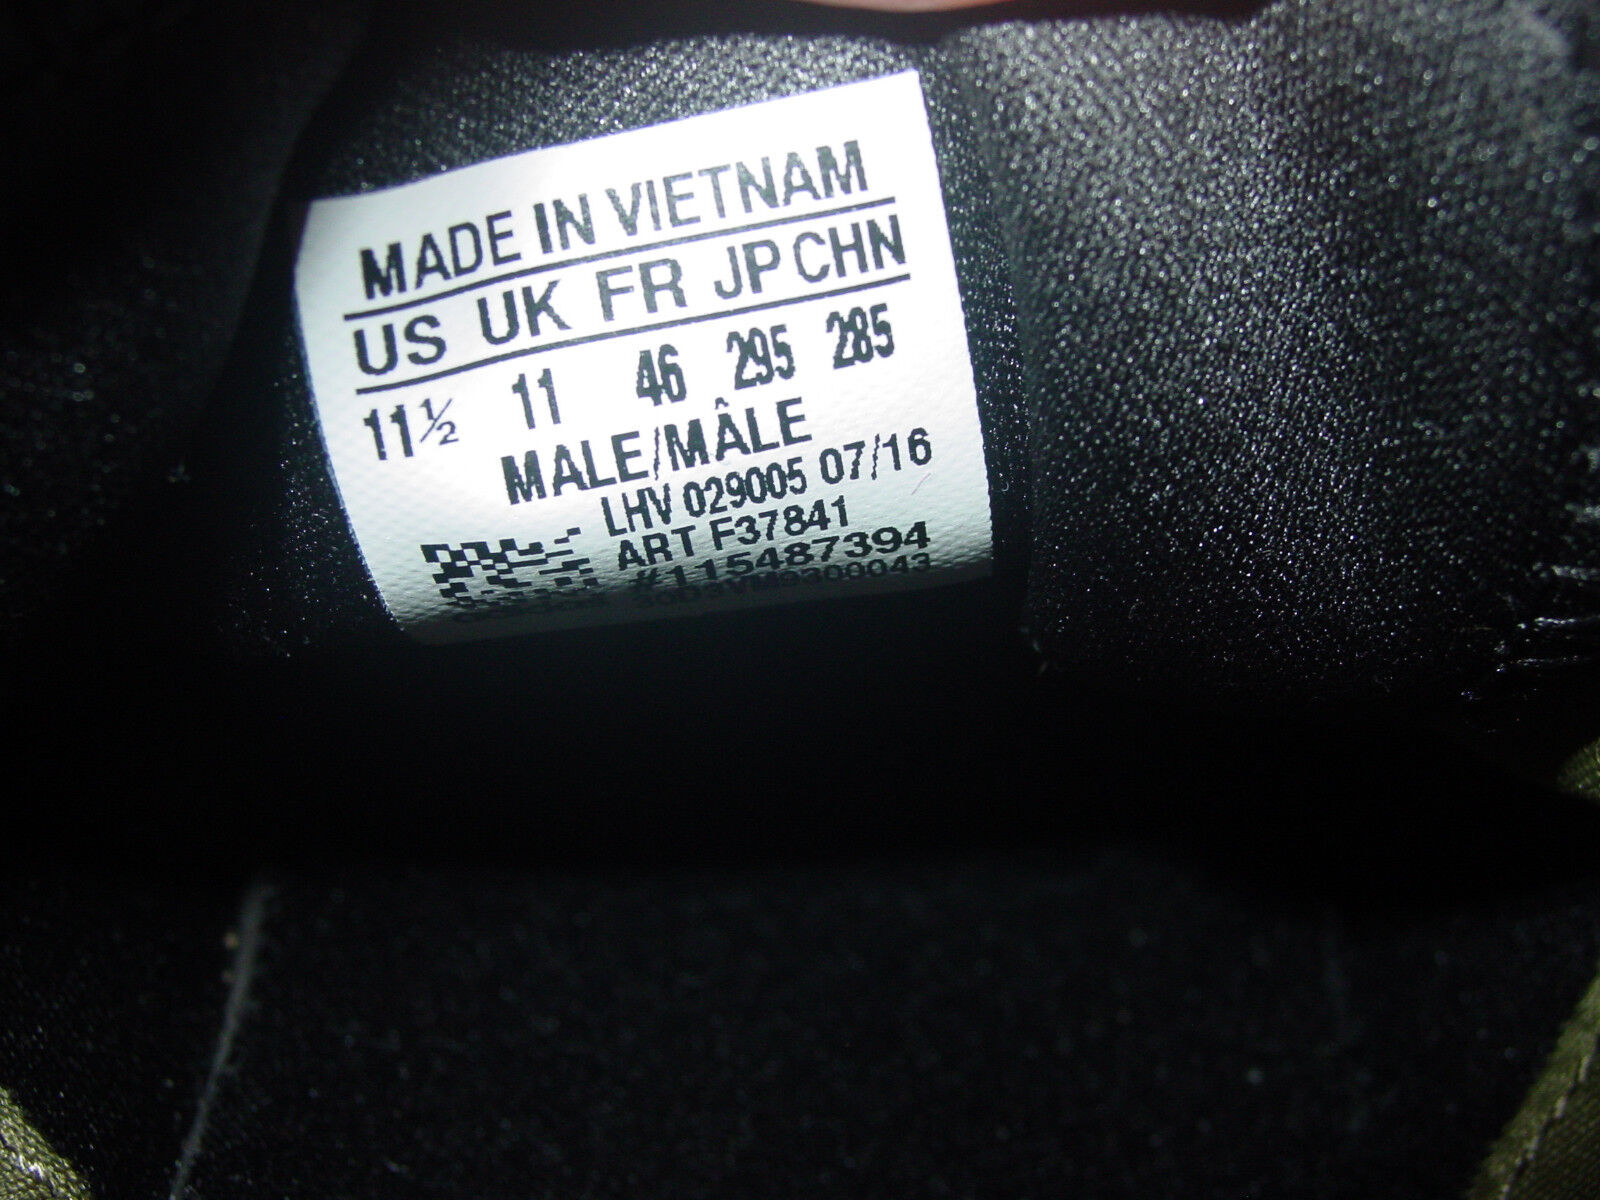 MADE IN VIETNAM
US UK FR JP CHN
11½ 11 46 295 285
MALE/MÂLE
LHV 029005 07/16
ART F37841
#115487394